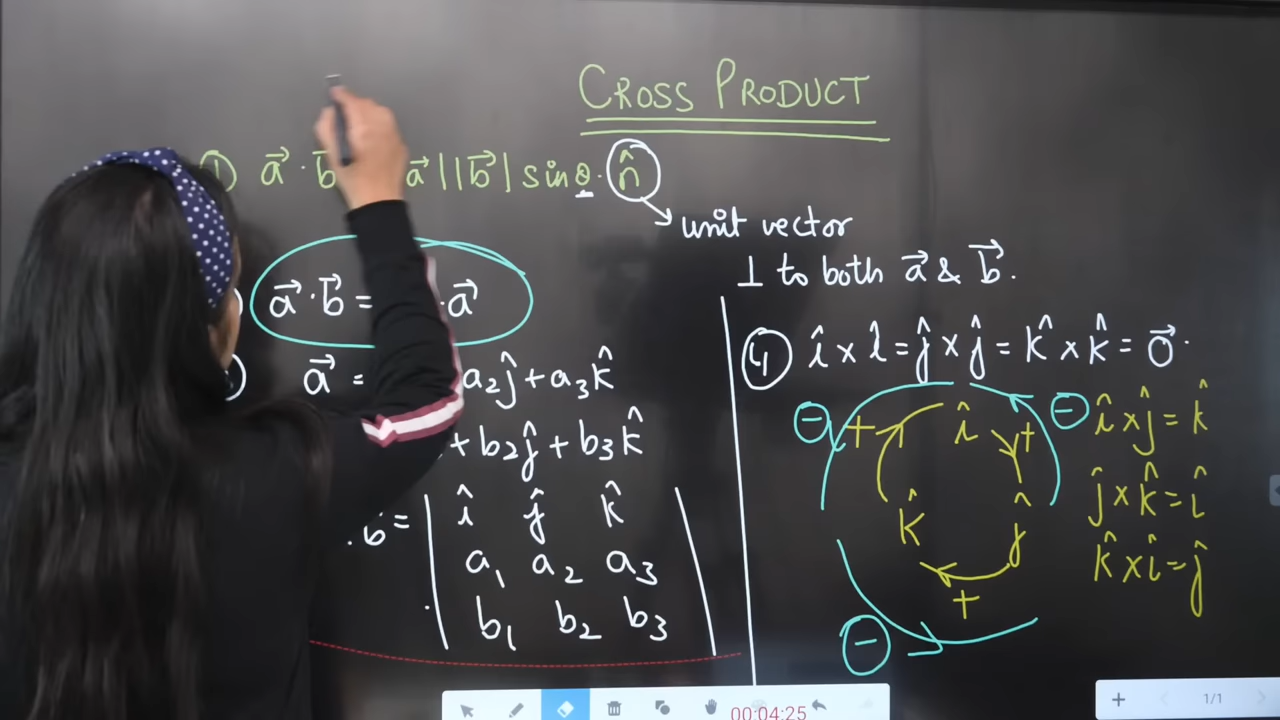 CROSS PRODUCT
① a⃗ · b⃗ a⃗ | |b⃗| sinθ · n̂
unit vector
⊥ to both a⃗ & b⃗.
a⃗ · b⃗ = · a⃗
a⃗ = a₂ĵ + a₃k̂
+ b₂ĵ + b₃k̂
. b = | î ĵ k̂ |
a₁ a₂ a₃
b₁ b₂ b₃
④ î × î = ĵ × ĵ = k̂ × k̂ = 0⃗
⊖ + î + ⊖
k̂ ĵ
+
⊖
î × ĵ = k̂
ĵ × k̂ = î
k̂ × î = ĵ
00:04:25
1/1